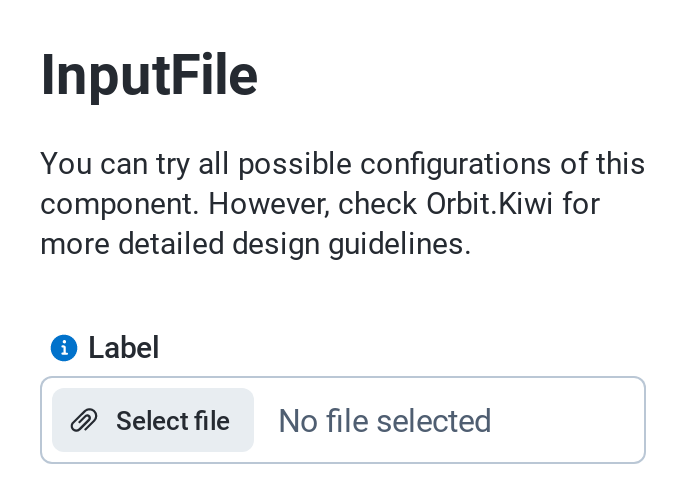 InputFile
You can try all possible configurations of this
component. However, check Orbit.Kiwi for
more detailed design guidelines.
Label
Select file No file selected